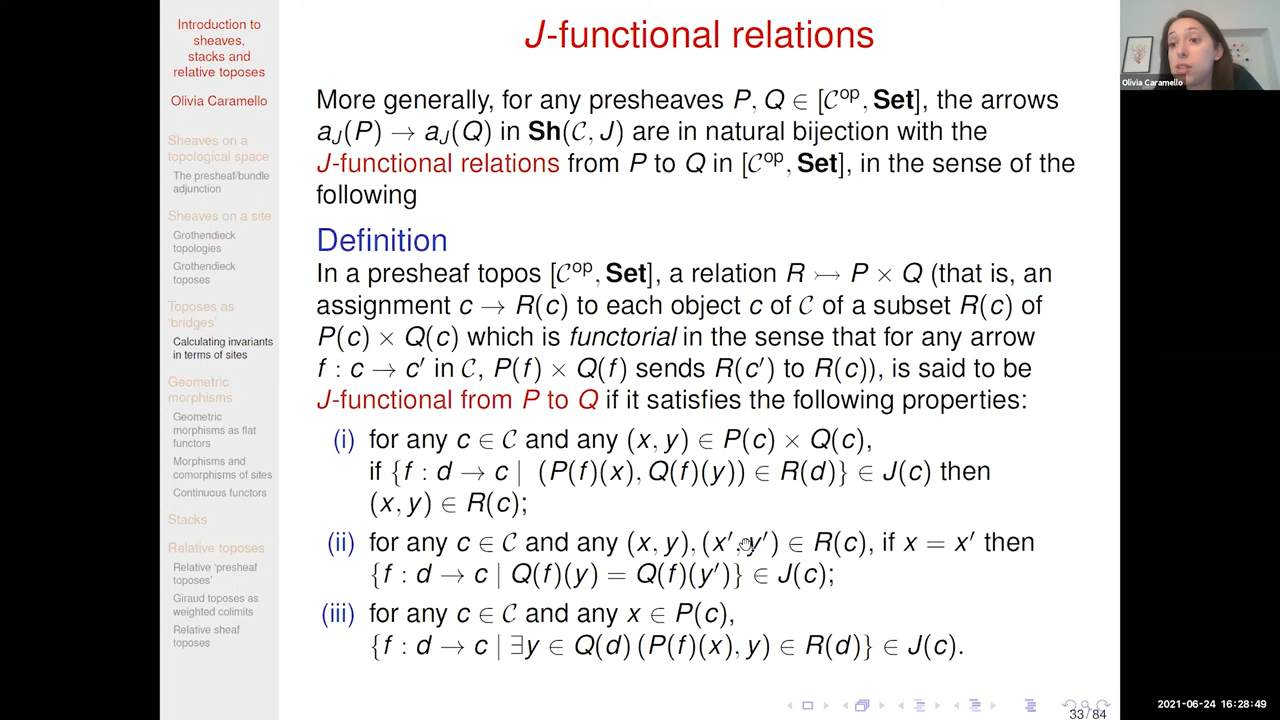 Introduction to
sheaves,
stacks and
relative toposes
Olivia Caramello
Sheaves on a
topological space
The presheaf/bundle
adjunction
Sheaves on a site
Grothendieck
topologies
Grothendieck
toposes
Toposes as
‘bridges’
Calculating invariants
in terms of sites
Geometric
morphisms
Geometric
morphisms as flat
functors
Morphisms and
comorphisms of sites
Continuous functors
Stacks
Relative toposes
Relative ‘presheaf
toposes’
Giraud toposes as
weighted colimits
Relative sheaf
toposes
J-functional relations
More generally, for any presheaves P, Q ∈ [𝒞ᵒᵖ, Set], the arrows
a_J(P) → a_J(Q) in Sh(𝒞, J) are in natural bijection with the
J-functional relations from P to Q in [𝒞ᵒᵖ, Set], in the sense of the
following
Definition
In a presheaf topos [𝒞ᵒᵖ, Set], a relation R ↣ P × Q (that is, an
assignment c → R(c) to each object c of 𝒞 of a subset R(c) of
P(c) × Q(c) which is functorial in the sense that for any arrow
f : c → c′ in 𝒞, P(f) × Q(f) sends R(c′) to R(c)), is said to be
J-functional from P to Q if it satisfies the following properties:
(i) for any c ∈ 𝒞 and any (x, y) ∈ P(c) × Q(c),
if {f : d → c | (P(f)(x), Q(f)(y)) ∈ R(d)} ∈ J(c) then
(x, y) ∈ R(c);
(ii) for any c ∈ 𝒞 and any (x, y), (x′, y′) ∈ R(c), if x = x′ then
{f : d → c | Q(f)(y) = Q(f)(y′)} ∈ J(c);
(iii) for any c ∈ 𝒞 and any x ∈ P(c),
{f : d → c | ∃y ∈ Q(d) (P(f)(x), y) ∈ R(d)} ∈ J(c).
33 / 84
Olivia Caramello
2021-06-24 16:28:49